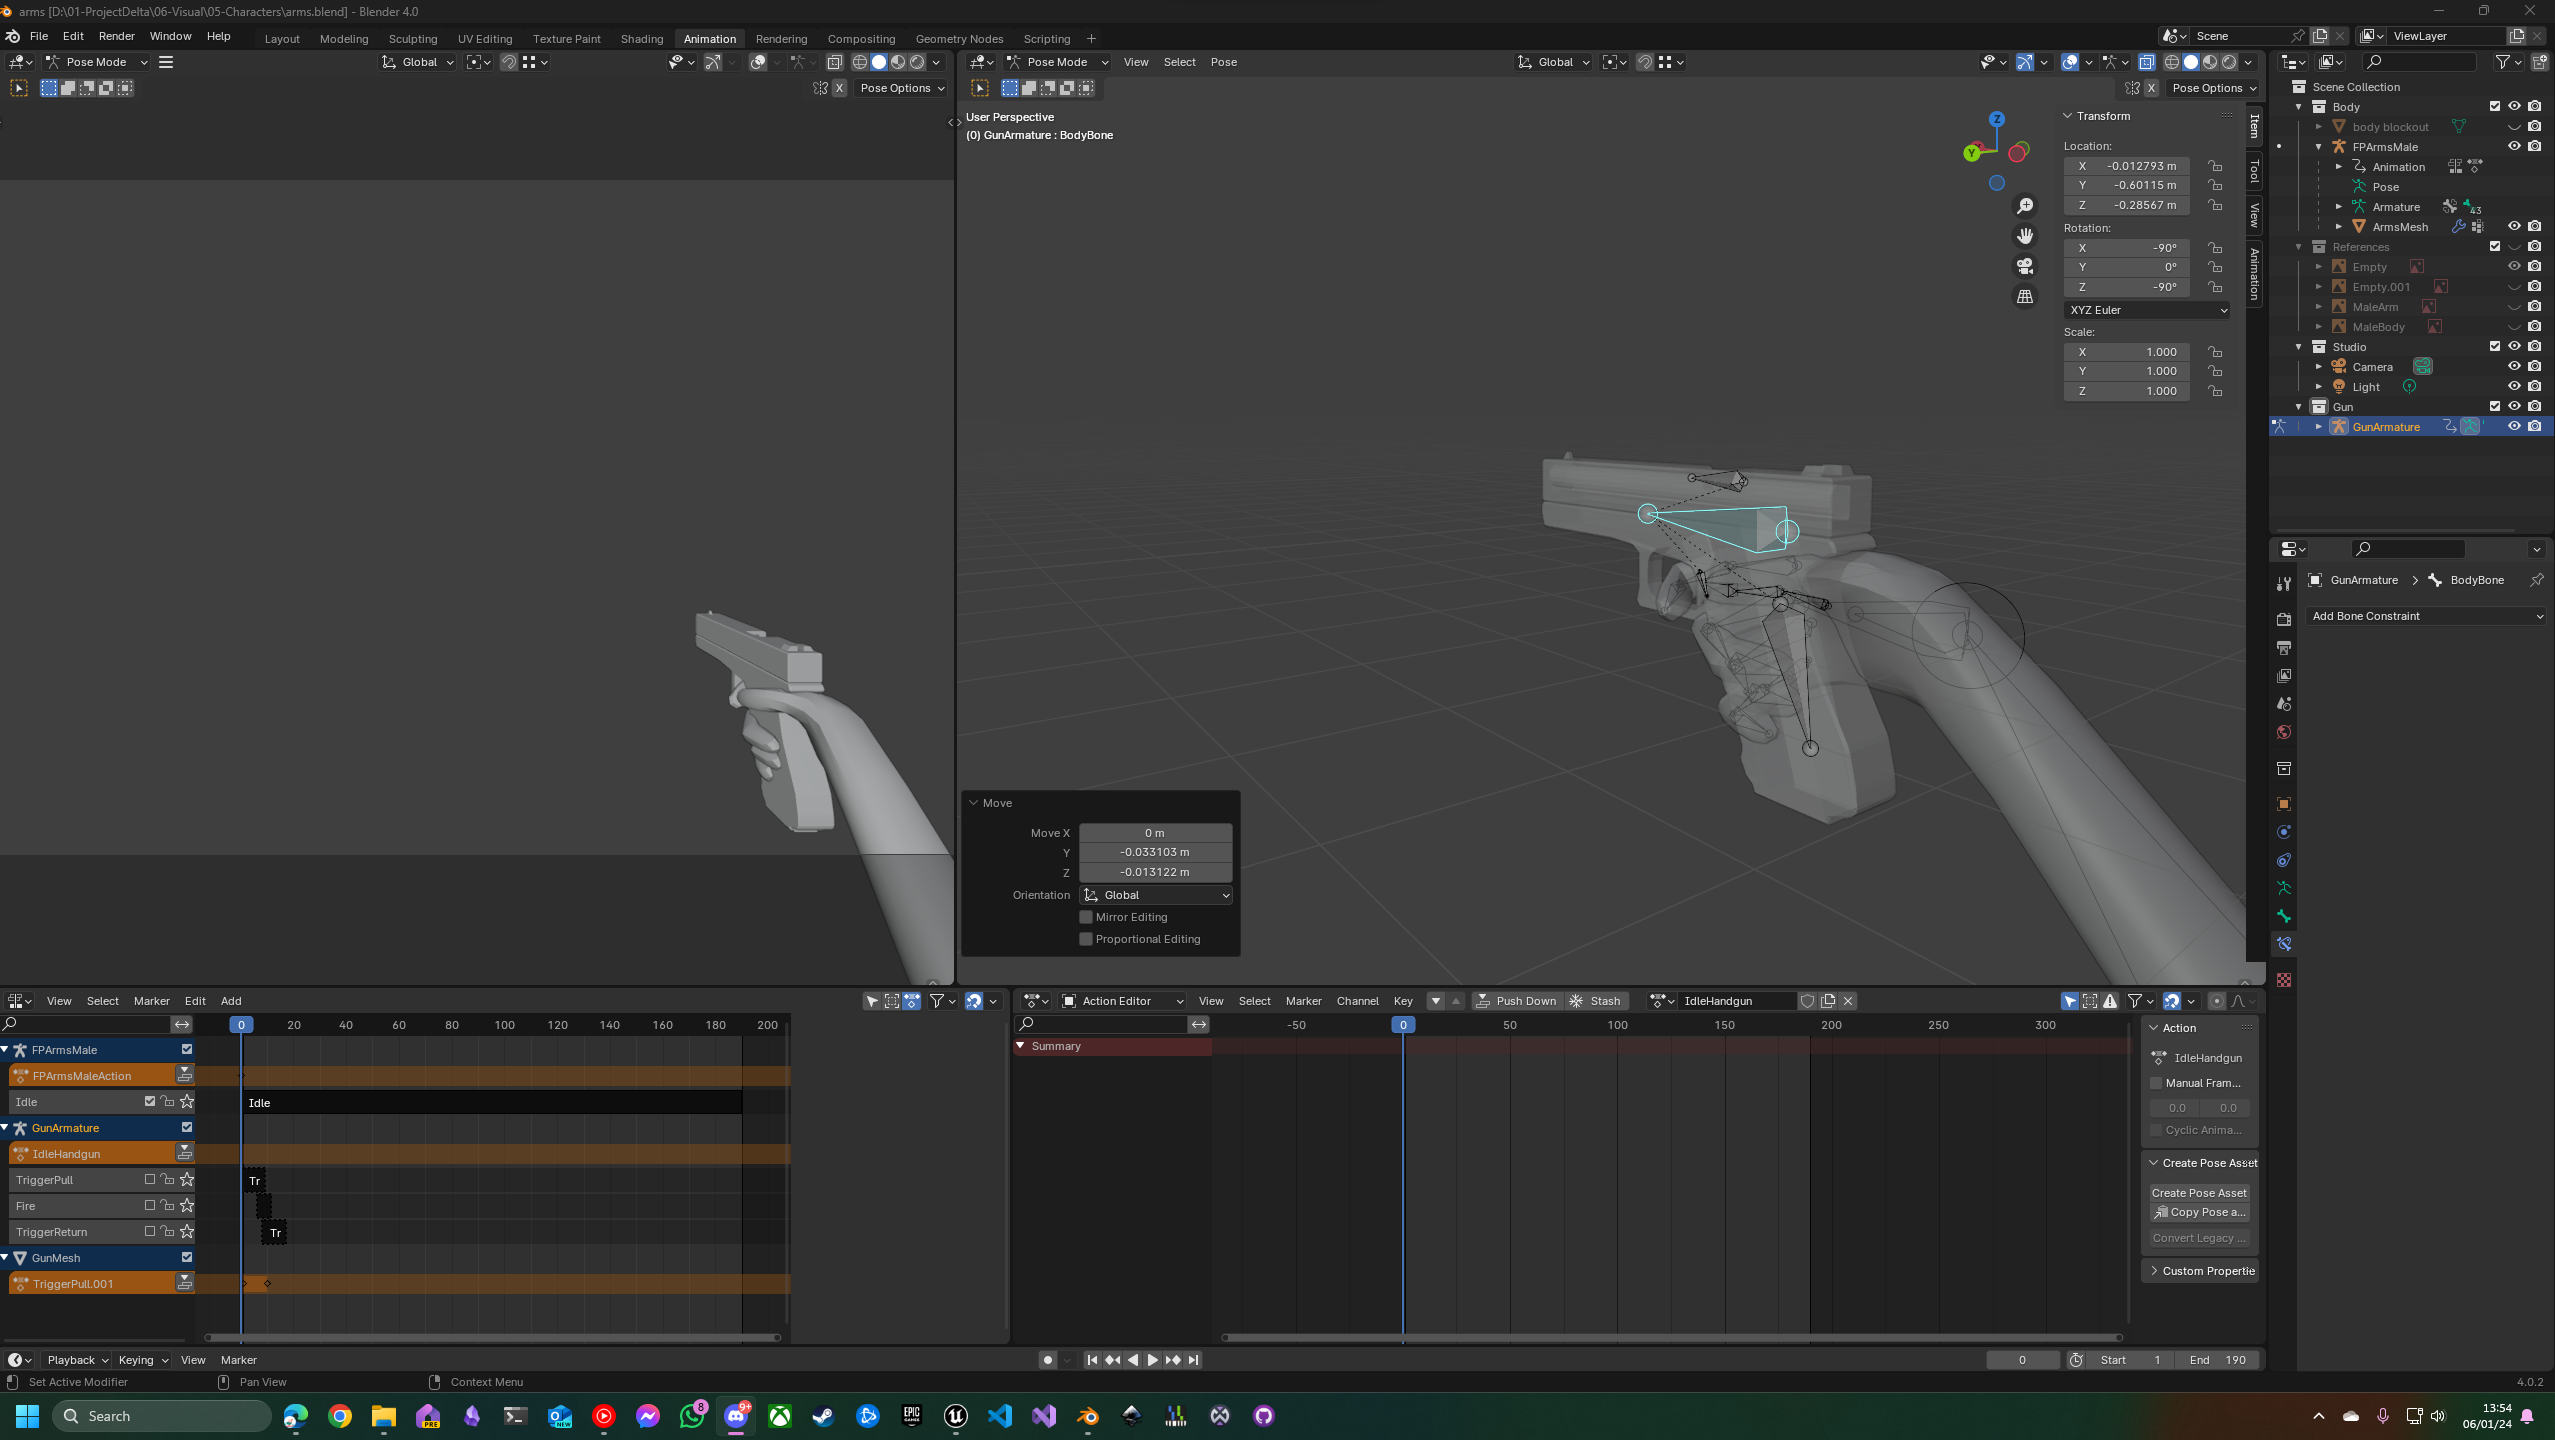 arms [D:\01-ProjectDelta\06-Visual\05-Characters\arms.blend] - Blender 4.0
File Edit Render Window Help Layout Modeling Sculpting UV Editing Texture Paint Shading Animation Rendering Compositing Geometry Nodes Scripting + Scene ViewLayer
Pose Mode Global
Pose Mode View Select Pose Global
X Pose Options
X Pose Options
User Perspective
(0) GunArmature : BodyBone
Z
Y
Transform
Location:
X -0.012793 m
Y -0.60115 m
Z -0.28567 m
Rotation:
X -90°
Y 0°
Z -90°
XYZ Euler
Scale:
X 1.000
Y 1.000
Z 1.000
Item
Tool
View
Animation
Scene Collection
Body
body blockout
FPArmsMale
Animation
Pose
Armature 43
ArmsMesh
References
Empty
Empty.001
MaleArm
MaleBody
Studio
Camera
Light
Gun
GunArmature
GunArmature BodyBone
Add Bone Constraint
Move
Move X 0 m
Y -0.033103 m
Z -0.013122 m
Orientation Global
Mirror Editing
Proportional Editing
View Select Marker Edit Add
0 20 40 60 80 100 120 140 160 180 200
FPArmsMale
FPArmsMaleAction
Idle Idle
GunArmature
IdleHandgun
TriggerPull Tr
Fire
TriggerReturn Tr
GunMesh
TriggerPull.001
Action Editor View Select Marker Channel Key Push Down Stash IdleHandgun
-50 0 50 100 150 200 250 300
Summary
Action
IdleHandgun
Manual Fram...
0.0 0.0
Cyclic Anima...
Create Pose Asset
Create Pose Asset
Copy Pose a...
Convert Legacy ...
Custom Propertie
Playback Keying View Marker 0 Start 1 End 190
Set Active Modifier Pan View Context Menu 4.0.2
Search PRE NEW 8 9+ EPIC GAMES
13:54
06/01/24